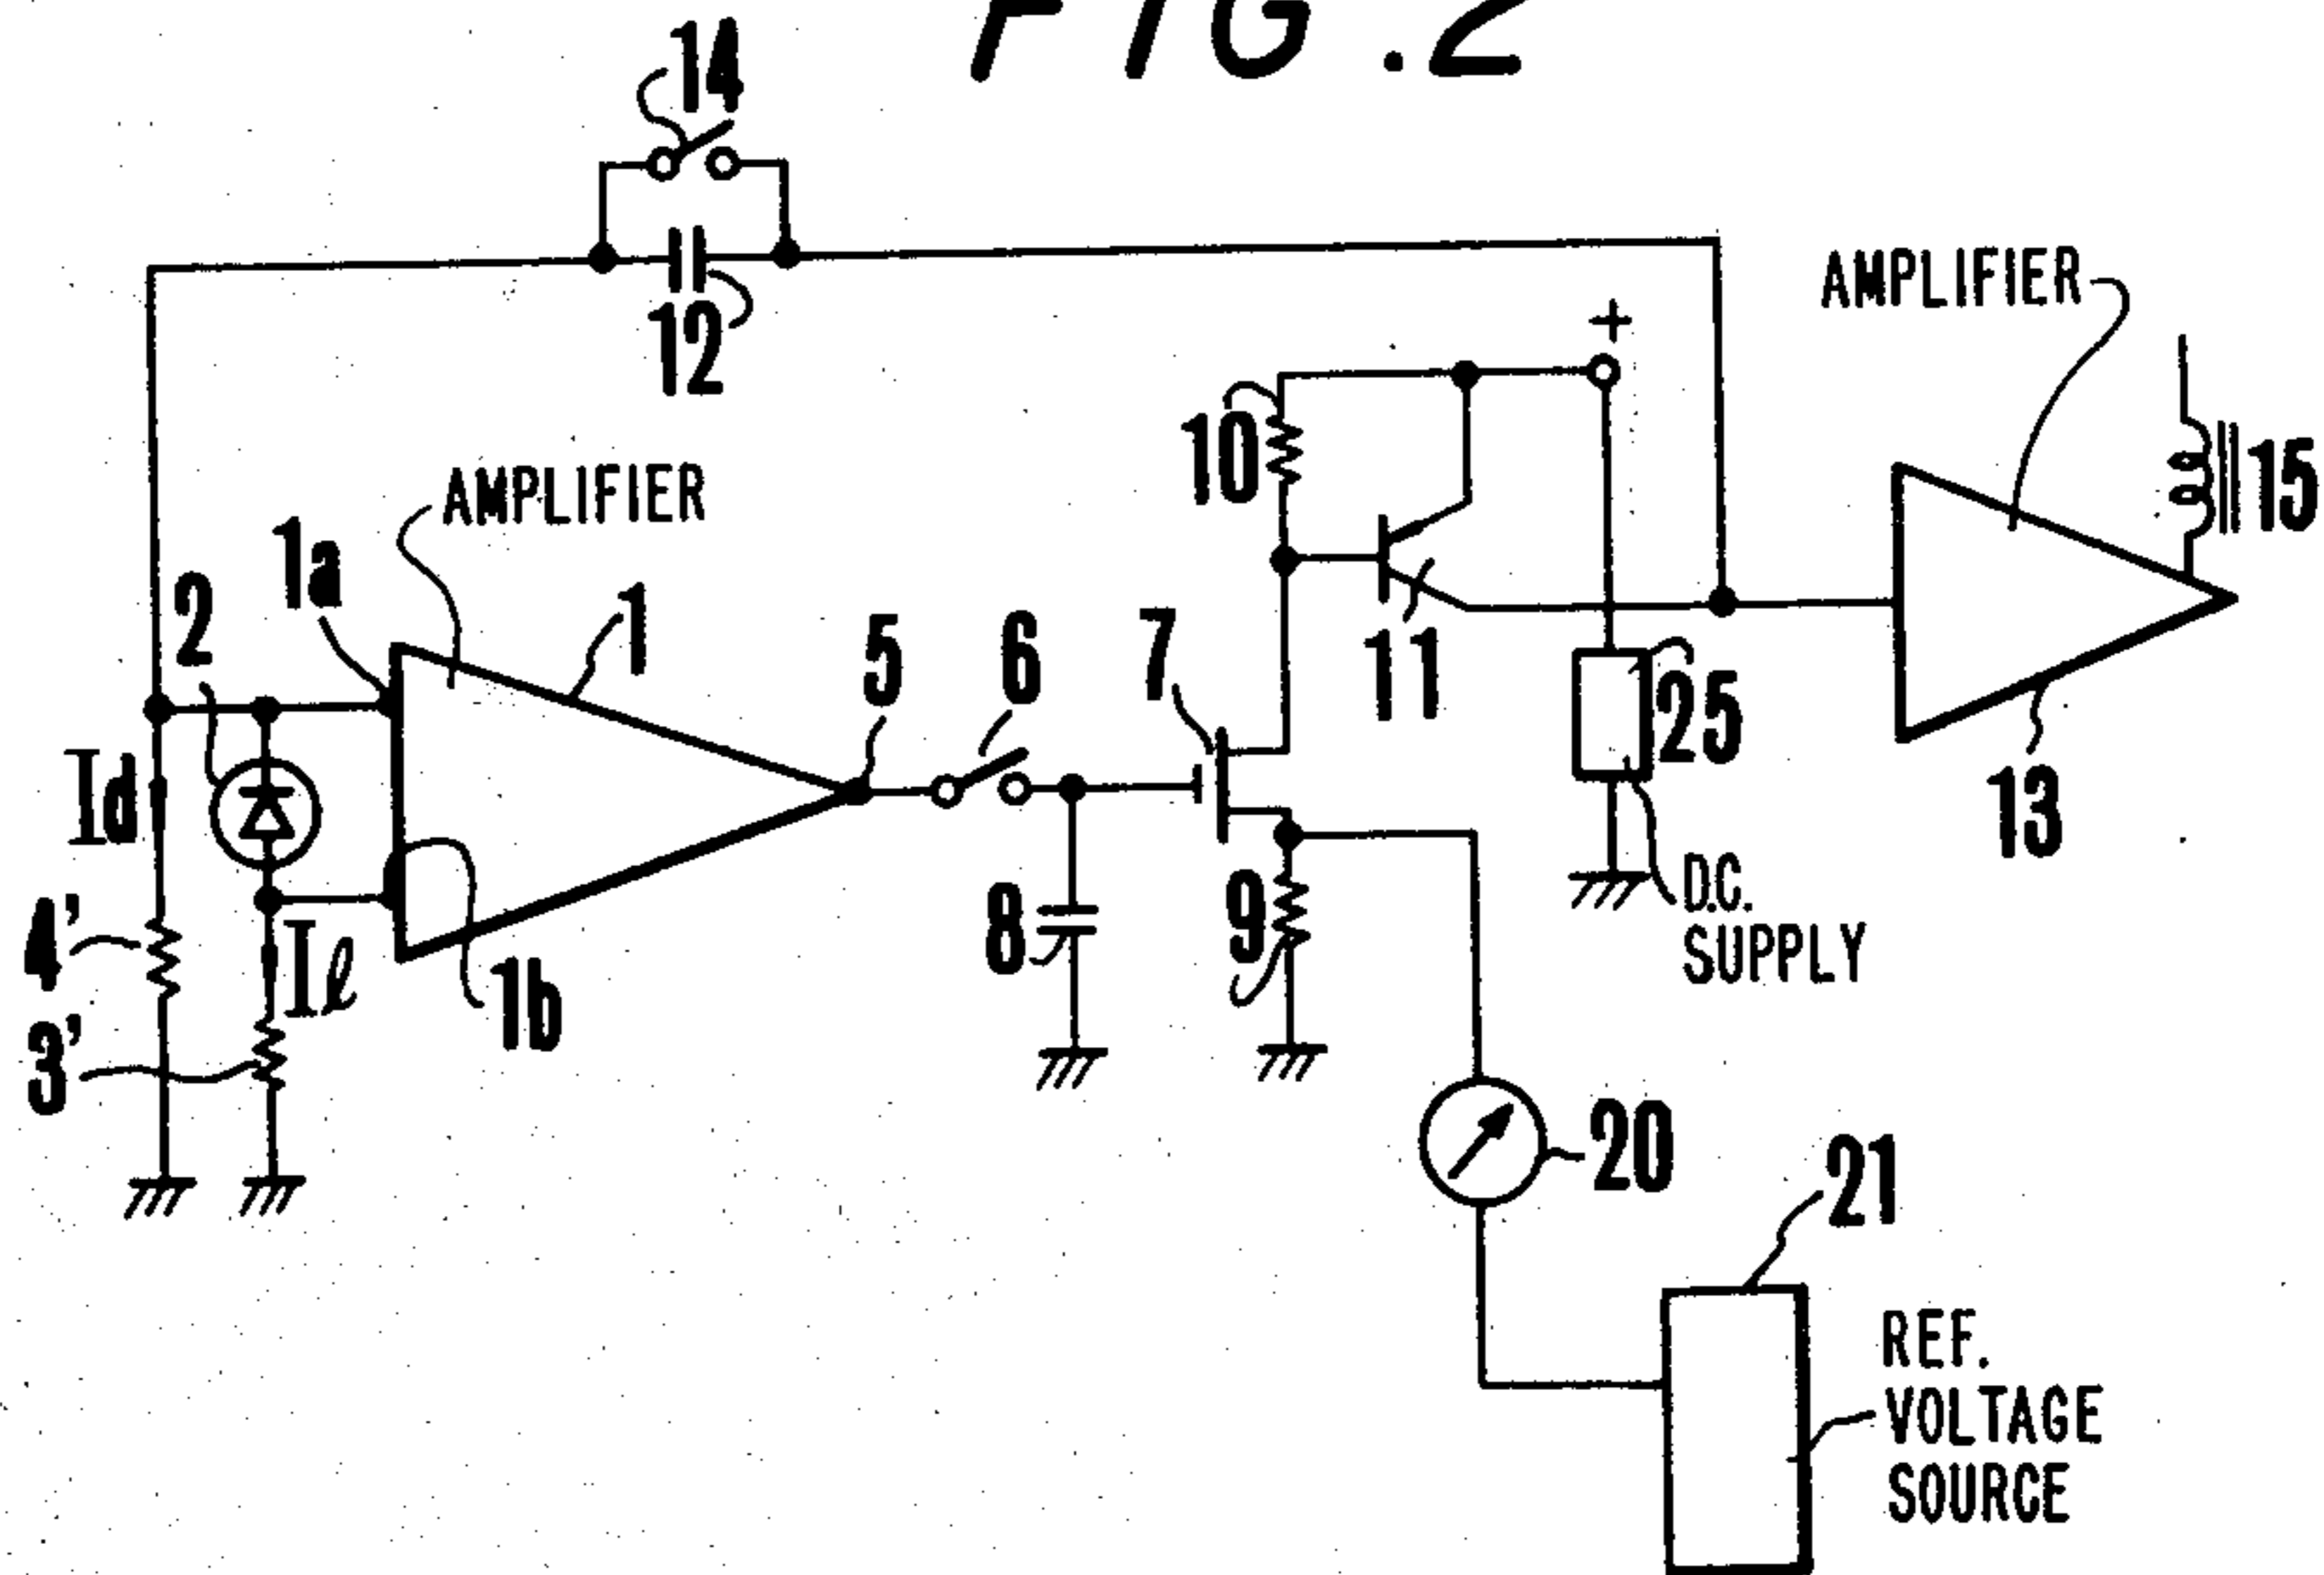 FIG.2
14
12
+
AMPLIFIER
10
15
AMPLIFIER
1a
2
1
5
6
7
11
25
13
Id
4'
Iℓ
1b
3'
8
9
D.C.
SUPPLY
20
21
REF.
VOLTAGE
SOURCE